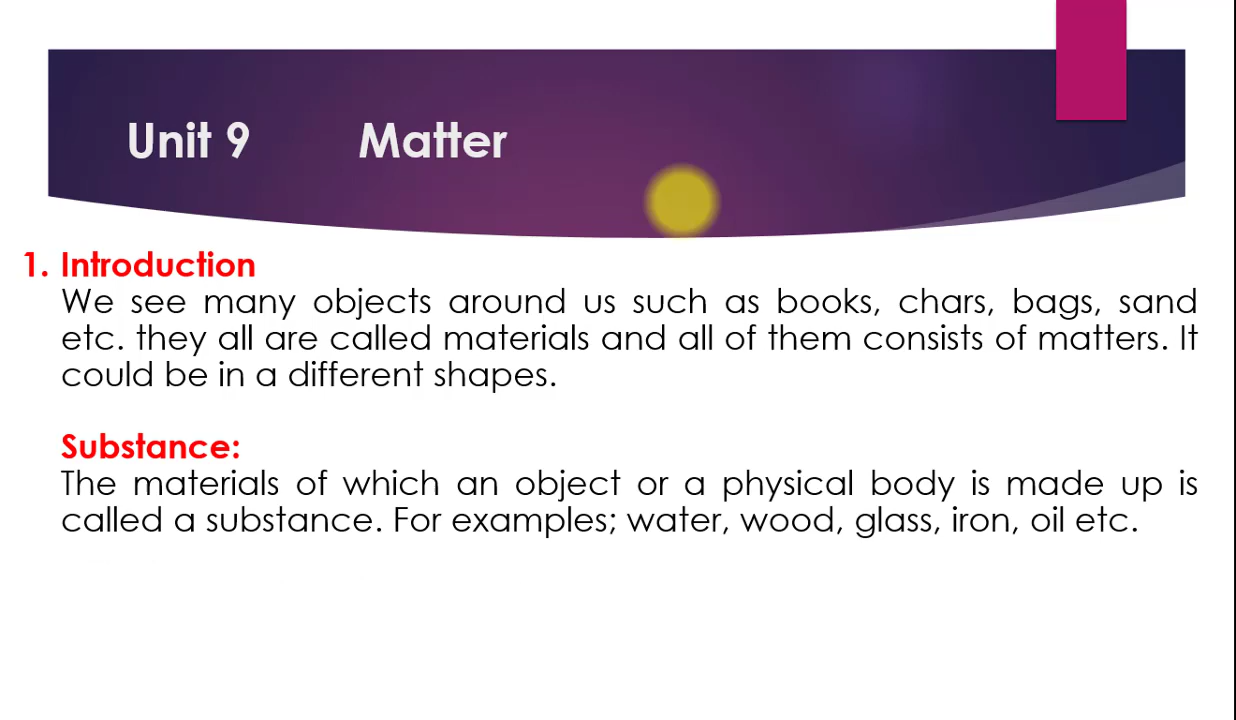 Unit 9 Matter
1. Introduction
We see many objects around us such as books, chars, bags, sand
etc. they all are called materials and all of them consists of matters. It
could be in a different shapes.
Substance:
The materials of which an object or a physical body is made up is
called a substance. For examples; water, wood, glass, iron, oil etc.